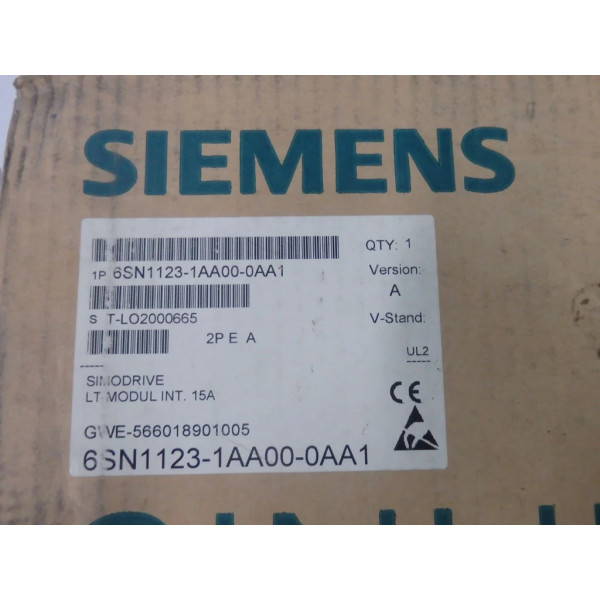 SIEMENS
QTY: 1
1P 6SN1123-1AA00-0AA1
Version:
A
S T-LO2000665
V-Stand:
2P E A
UL2
SIMODRIVE
LT-MODUL INT. 15A
CE
GWE-566018901005
6SN1123-1AA00-0AA1